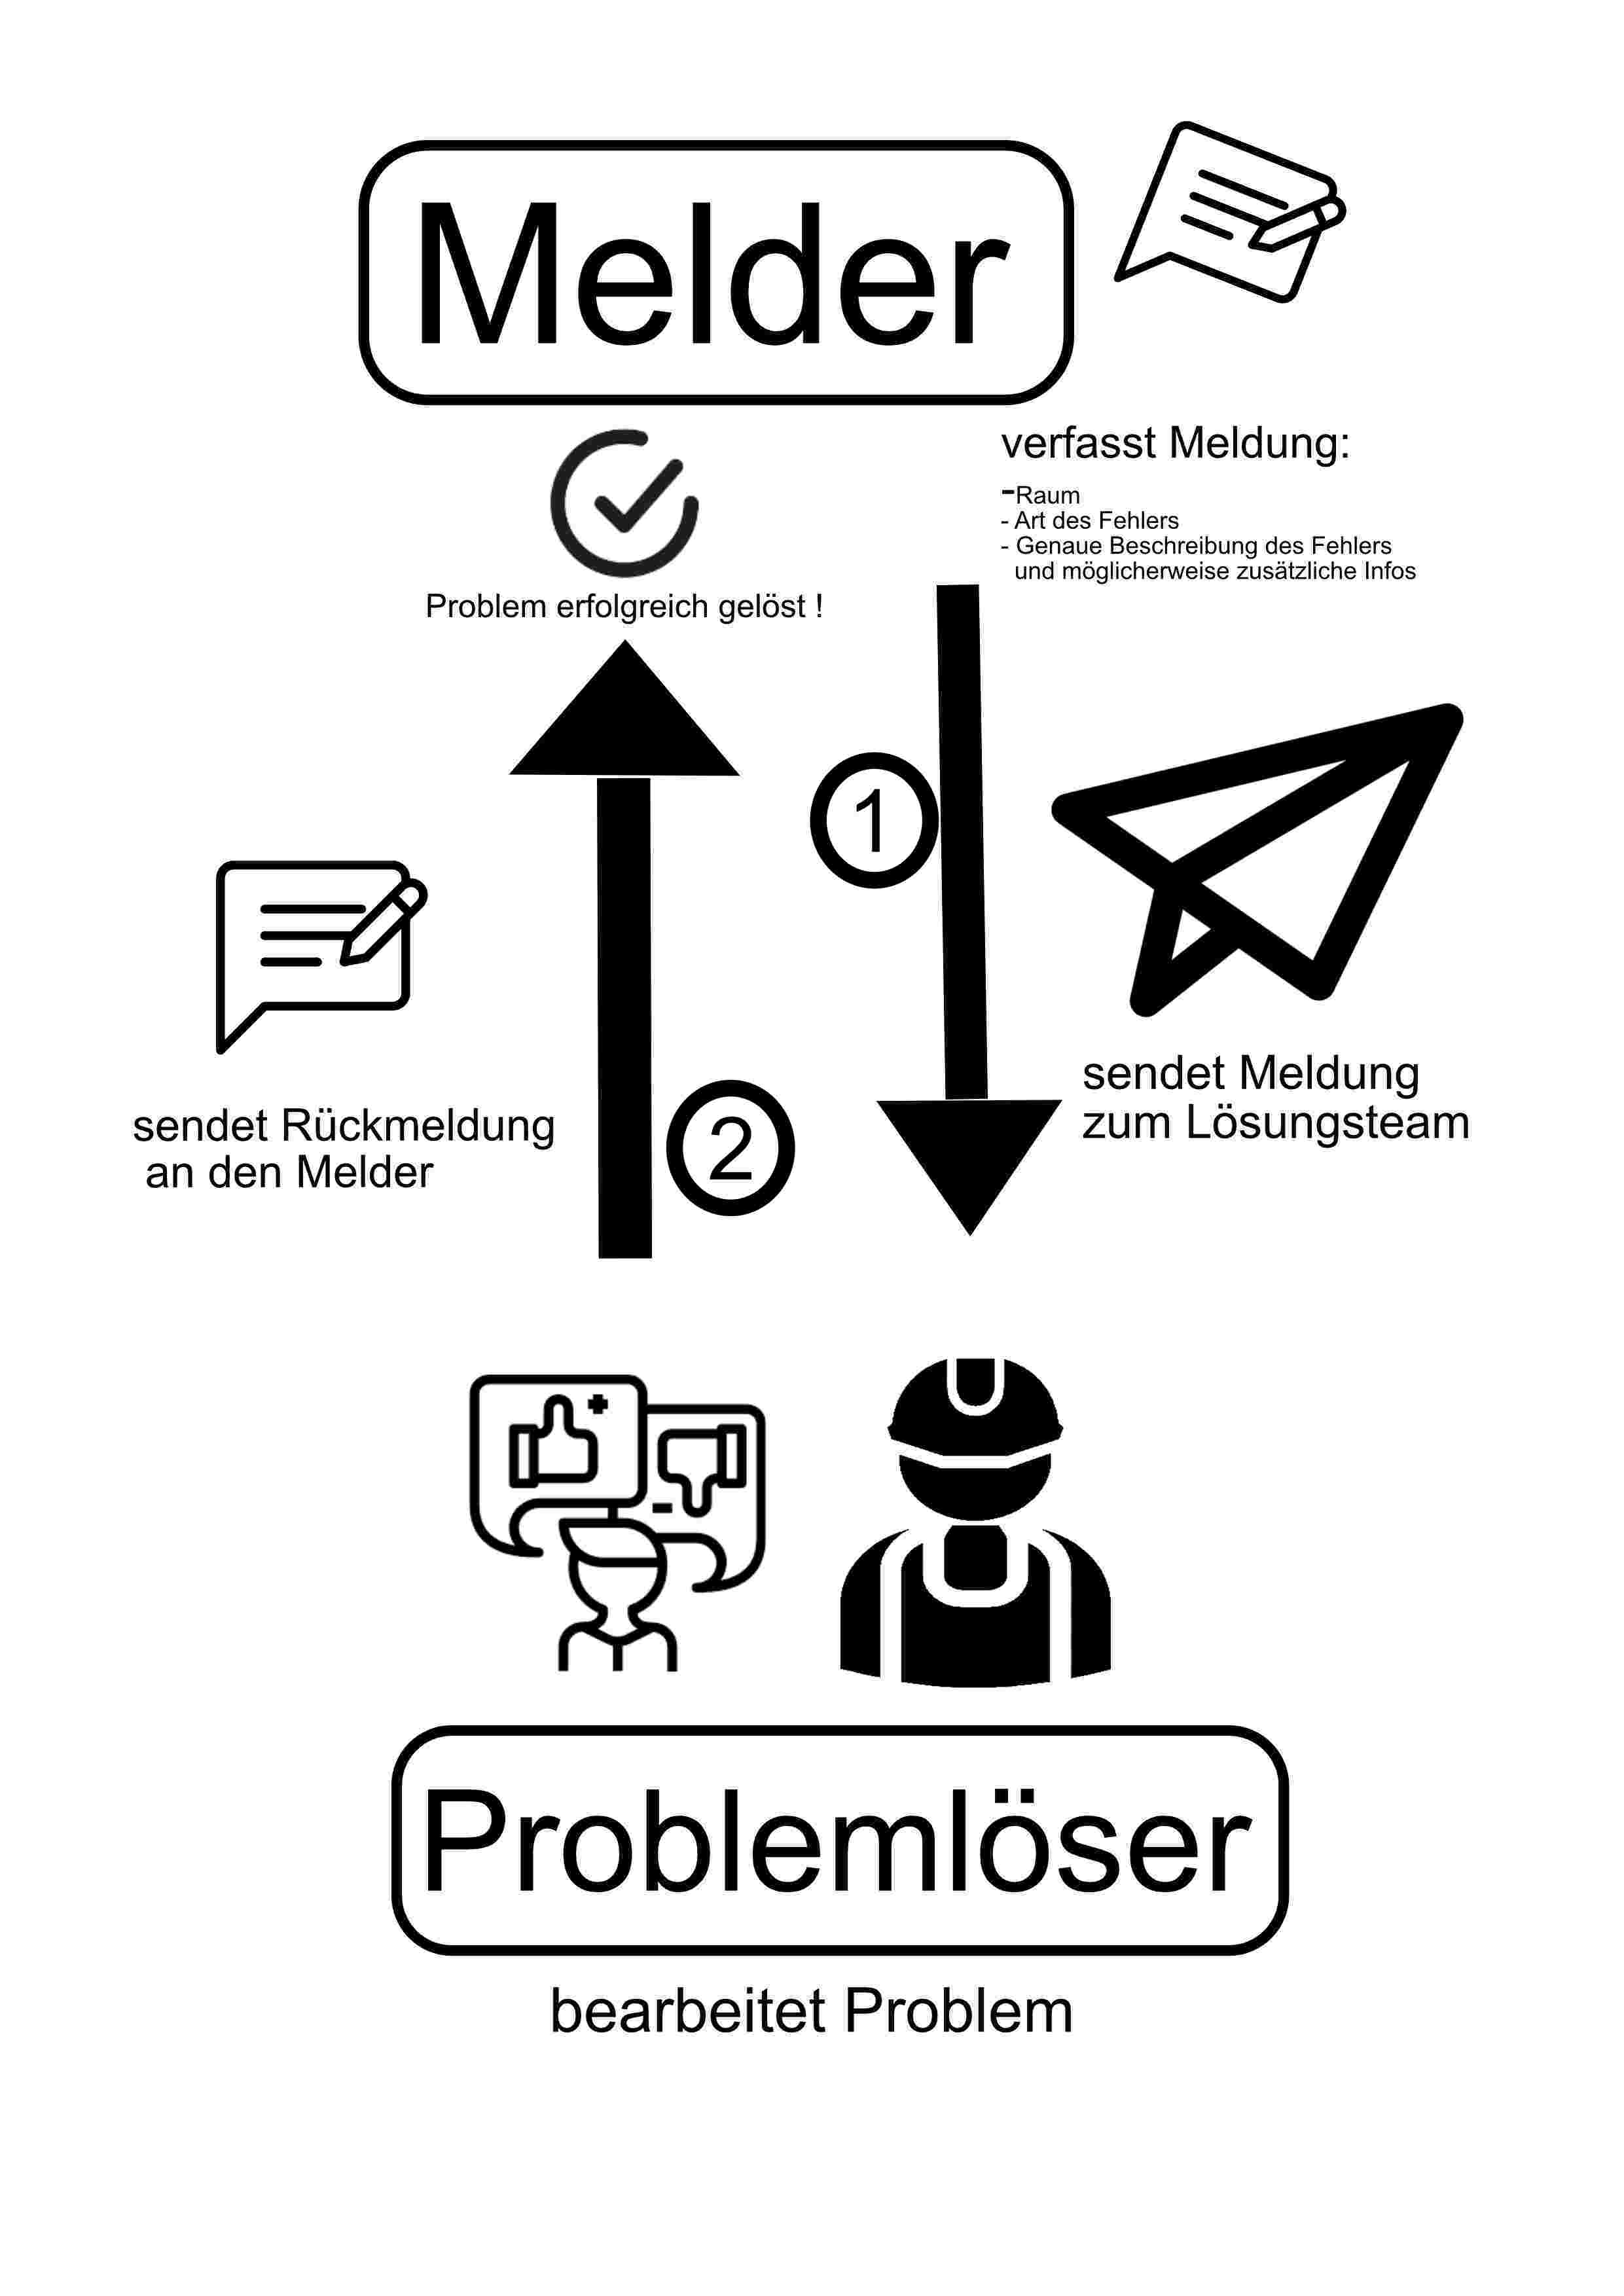 Melder
verfasst Meldung:
-Raum
- Art des Fehlers
- Genaue Beschreibung des Fehlers
und möglicherweise zusätzliche Infos
Problem erfolgreich gelöst !
1
sendet Meldung
zum Lösungsteam
2
sendet Rückmeldung
an den Melder
Problemlöser
bearbeitet Problem